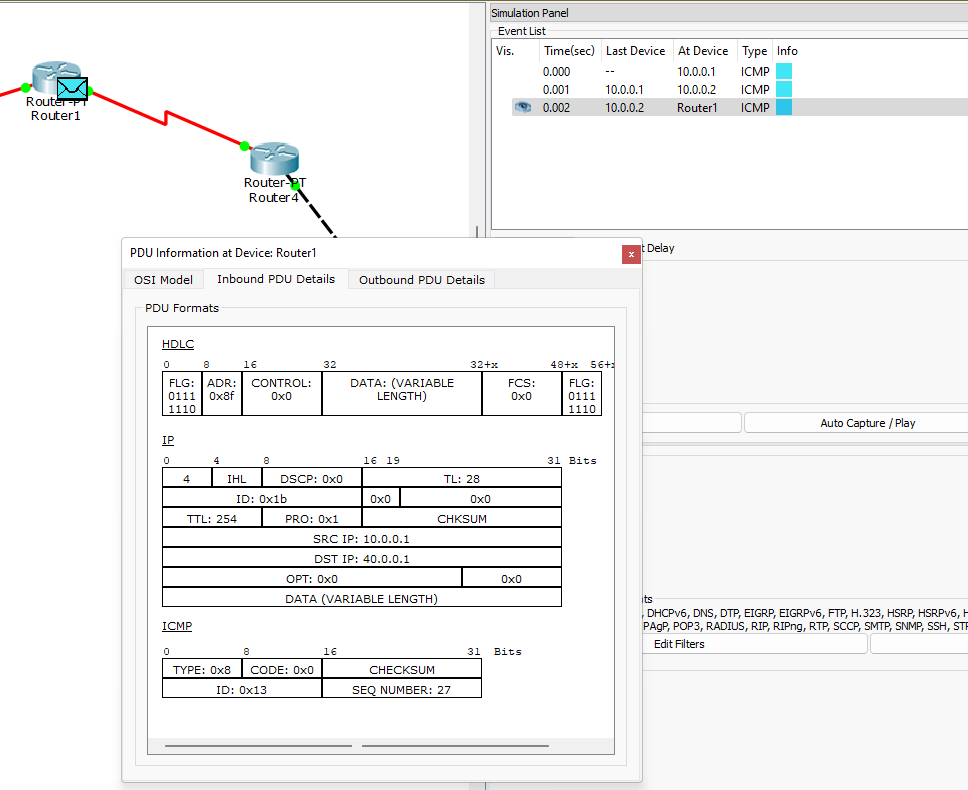 Simulation Panel
Event List
Vis. Time(sec) Last Device At Device Type Info
0.000 -- 10.0.0.1 ICMP
0.001 10.0.0.1 10.0.0.2 ICMP
0.002 10.0.0.2 Router1 ICMP
Router-PT
Router1
Router-PT
Router4
PDU Information at Device: Router1
x
t Delay
OSI Model Inbound PDU Details Outbound PDU Details
PDU Formats
HDLC
0 8 16 32 32+x 48+x 56+x
FLG: ADR: CONTROL: DATA: (VARIABLE FCS: FLG:
0111 0x8f 0x0 LENGTH) 0x0 0111
1110 1110
Auto Capture / Play
IP
0 4 8 16 19 31 Bits
4 IHL DSCP: 0x0 TL: 28
ID: 0x1b 0x0 0x0
TTL: 254 PRO: 0x1 CHKSUM
SRC IP: 10.0.0.1
DST IP: 40.0.0.1
OPT: 0x0 0x0
DATA (VARIABLE LENGTH)
ts
, DHCPv6, DNS, DTP, EIGRP, EIGRPv6, FTP, H.323, HSRP, HSRPv6, H
PAgP, POP3, RADIUS, RIP, RIPng, RTP, SCCP, SMTP, SNMP, SSH, STP
Edit Filters
ICMP
0 8 16 31 Bits
TYPE: 0x8 CODE: 0x0 CHECKSUM
ID: 0x13 SEQ NUMBER: 27